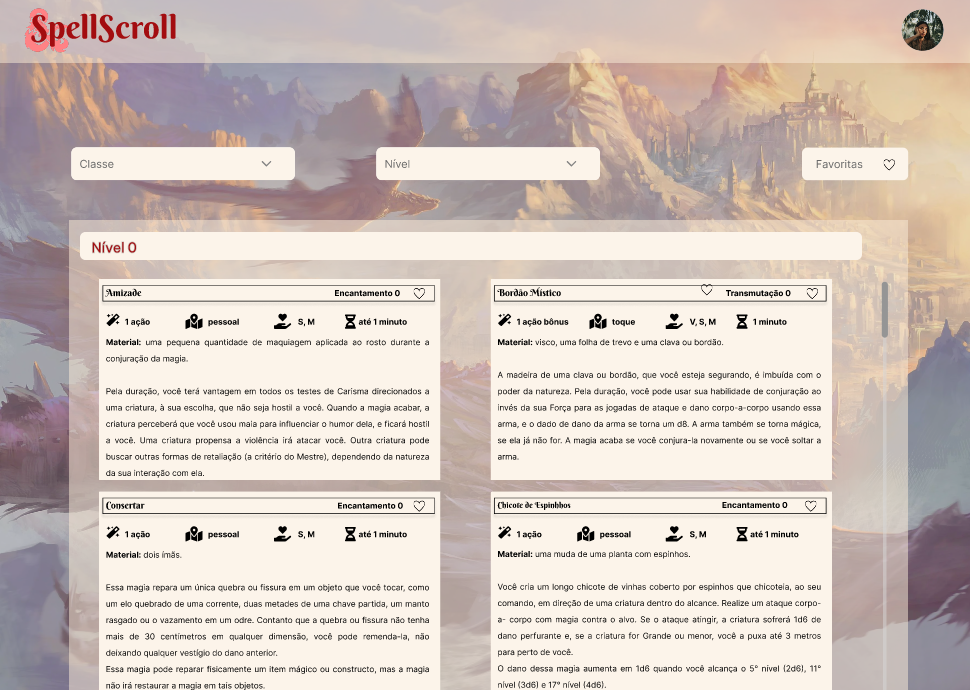 SpellScroll
Classe
Nível
Favoritas
Nível 0
Amizade Encantamento 0
1 ação pessoal S, M até 1 minuto
Material: uma pequena quantidade de maquiagem aplicada ao rosto durante a
conjuração da magia.
Pela duração, você terá vantagem em todos os testes de Carisma direcionados a
uma criatura, à sua escolha, que não seja hostil a você. Quando a magia acabar, a
criatura perceberá que você usou maia para influenciar o humor dela, e ficará hostil
a você. Uma criatura propensa a violência irá atacar você. Outra criatura pode
buscar outras formas de retaliação (a critério do Mestre), dependendo da natureza
da sua interação com ela.
Bordão Místico Transmutação 0
1 ação bônus toque V, S, M 1 minuto
Material: visco, uma folha de trevo e uma clava ou bordão.
A madeira de uma clava ou bordão, que você esteja segurando, é imbuída com o
poder da natureza. Pela duração, você pode usar sua habilidade de conjuração ao
invés da sua Força para as jogadas de ataque e dano corpo-a-corpo usando essa
arma, e o dado de dano da arma se torna um d8. A arma também se torna mágica,
se ela já não for. A magia acaba se você conjura-la novamente ou se você soltar a
arma.
Consertar Encantamento 0
1 ação pessoal S, M até 1 minuto
Material: dois ímãs.
Essa magia repara um única quebra ou fissura em um objeto que você tocar, como
um elo quebrado de uma corrente, duas metades de uma chave partida, um manto
rasgado ou o vazamento em um odre. Contanto que a quebra ou fissura não tenha
mais de 30 centímetros em qualquer dimensão, você pode remenda-la, não
deixando qualquer vestígio do dano anterior.
Essa magia pode reparar fisicamente um item mágico ou constructo, mas a magia
não irá restaurar a magia em tais objetos.
Chicote de Espinhhos Encantamento 0
1 ação pessoal S, M até 1 minuto
Material: uma muda de uma planta com espinhos.
Você cria um longo chicote de vinhas coberto por espinhos que chicoteia, ao seu
comando, em direção de uma criatura dentro do alcance. Realize um ataque corpo-
a- corpo com magia contra o alvo. Se o ataque atingir, a criatura sofrerá 1d6 de
dano perfurante e, se a criatura for Grande ou menor, você a puxa até 3 metros
para perto de você.
O dano dessa magia aumenta em 1d6 quando você alcança o 5° nível (2d6), 11°
nível (3d6) e 17° nível (4d6).